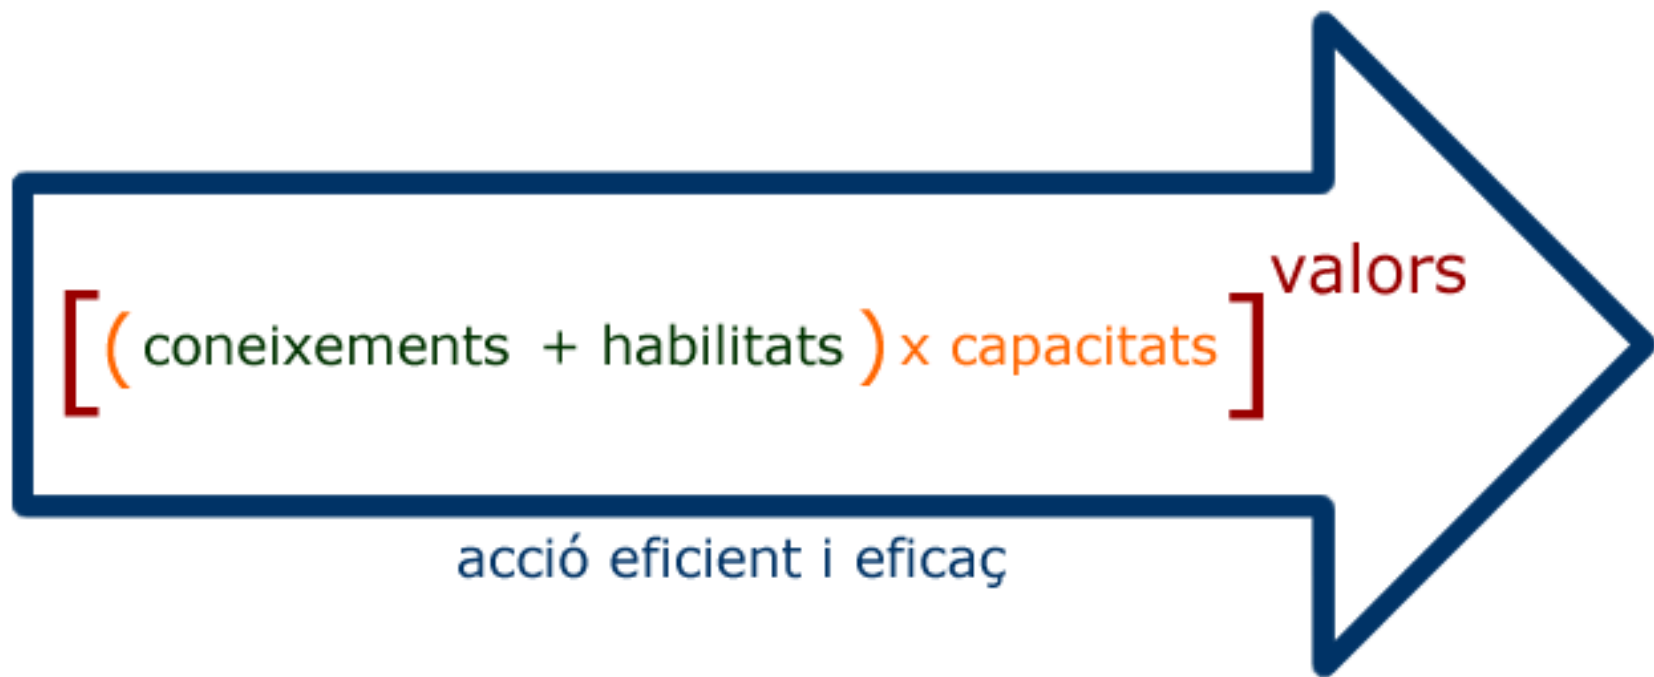 [(coneixements + habilitats) x capacitats]valors
acció eficient i eficaç